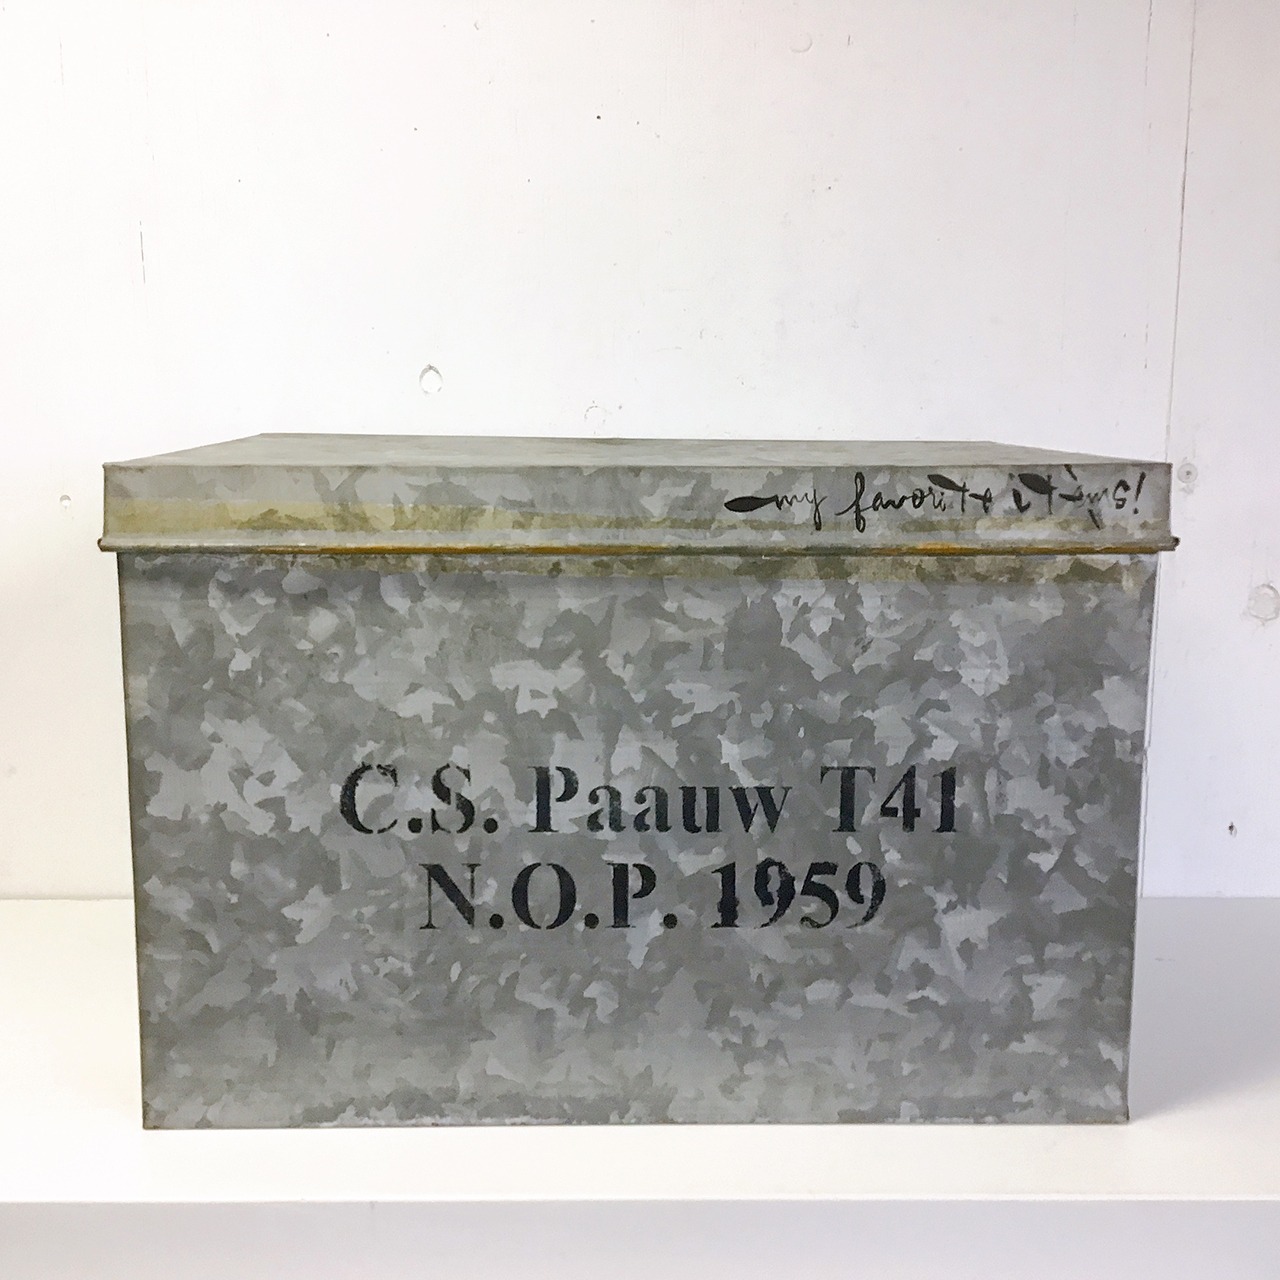 my favorite items!
C.S. Paauw T41
N.O.P. 1959